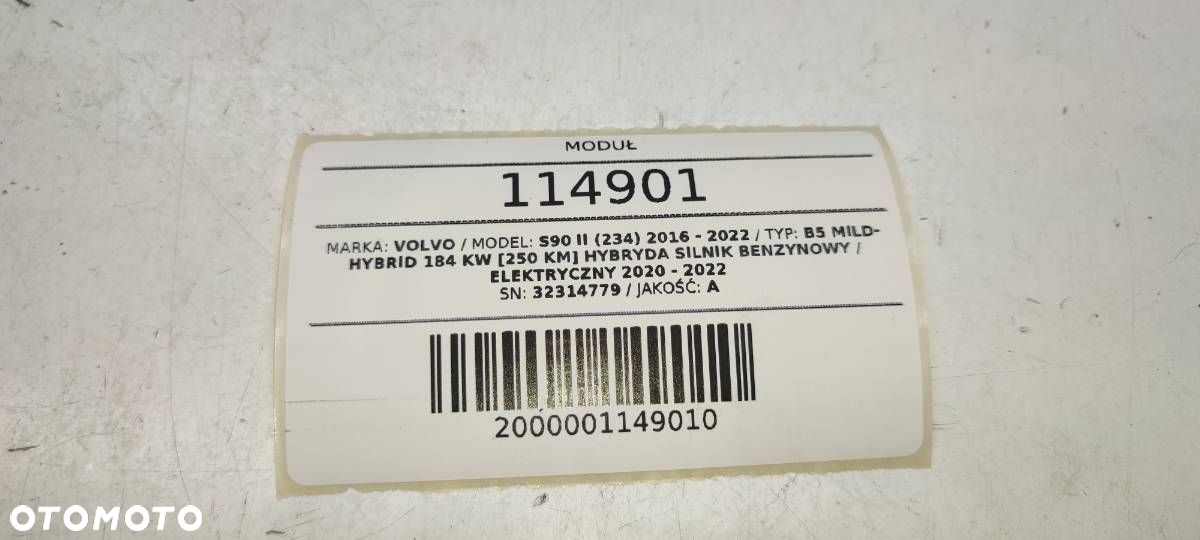 MODUŁ
114901
MARKA: VOLVO / MODEL: S90 II (234) 2016 - 2022 / TYP: B5 MILD-
HYBRID 184 KW [250 KM] HYBRYDA SILNIK BENZYNOWY /
ELEKTRYCZNY 2020 - 2022
SN: 32314779 / JAKOŚĆ: A
2000001149010
OTOMOTO